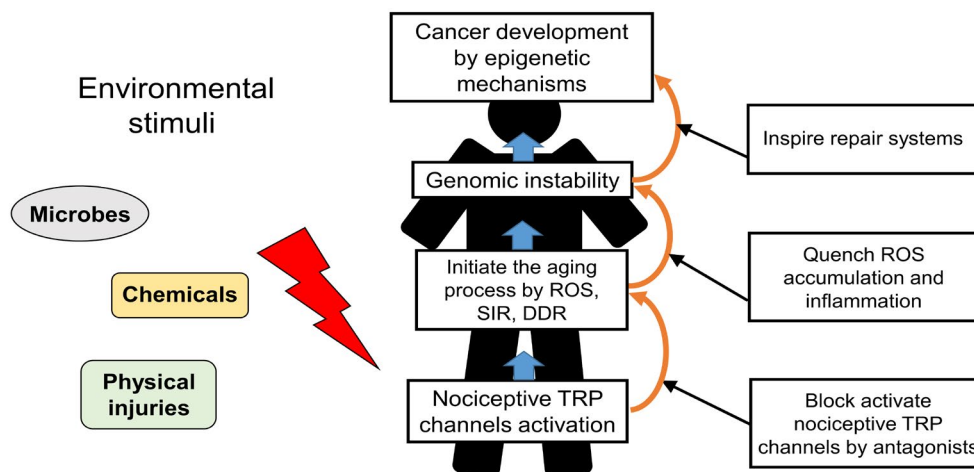 Environmental
stimuli
Microbes
Chemicals
Physical
injuries
Cancer development
by epigenetic
mechanisms
Genomic instability
Initiate the aging
process by ROS,
SIR, DDR
Nociceptive TRP
channels activation
Inspire repair systems
Quench ROS
accumulation and
inflammation
Block activate
nociceptive TRP
channels by antagonists